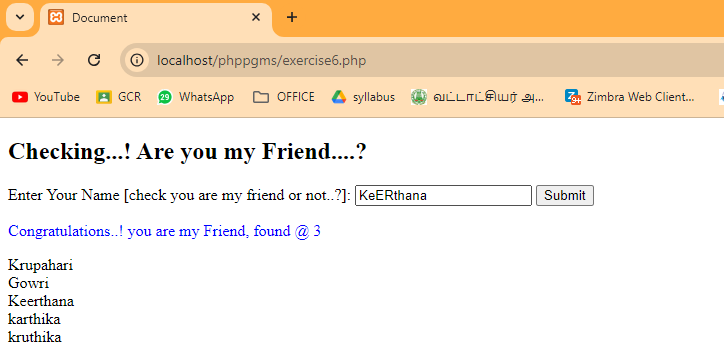 Document
localhost/phppgms/exercise6.php
YouTube GCR 29 WhatsApp OFFICE syllabus வட்டாட்சியர் அ... Zimbra Web Client...
Checking...! Are you my Friend....?
Enter Your Name [check you are my friend or not..?]: KeERthana Submit
Congratulations..! you are my Friend, found @ 3
Krupahari
Gowri
Keerthana
karthika
kruthika